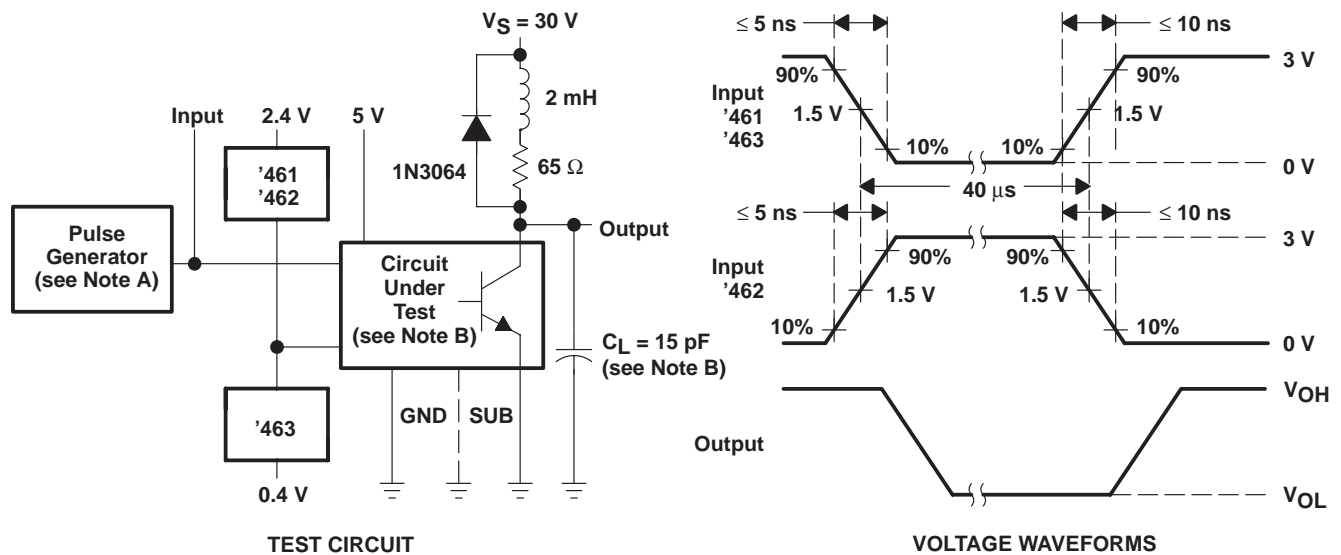 VS = 30 V
2 mH
65 Ω
1N3064
Input
2.4 V
5 V
'461
'462
Pulse
Generator
(see Note A)
Circuit
Under
Test
(see Note B)
Output
CL = 15 pF
(see Note B)
'463
0.4 V
GND
SUB
TEST CIRCUIT
≤ 5 ns
≤ 10 ns
90%
90%
3 V
Input
'461
'463
1.5 V
1.5 V
10%
10%
0 V
40 μs
≤ 5 ns
≤ 10 ns
3 V
90%
90%
Input
'462
1.5 V
1.5 V
10%
10%
0 V
VOH
Output
VOL
VOLTAGE WAVEFORMS